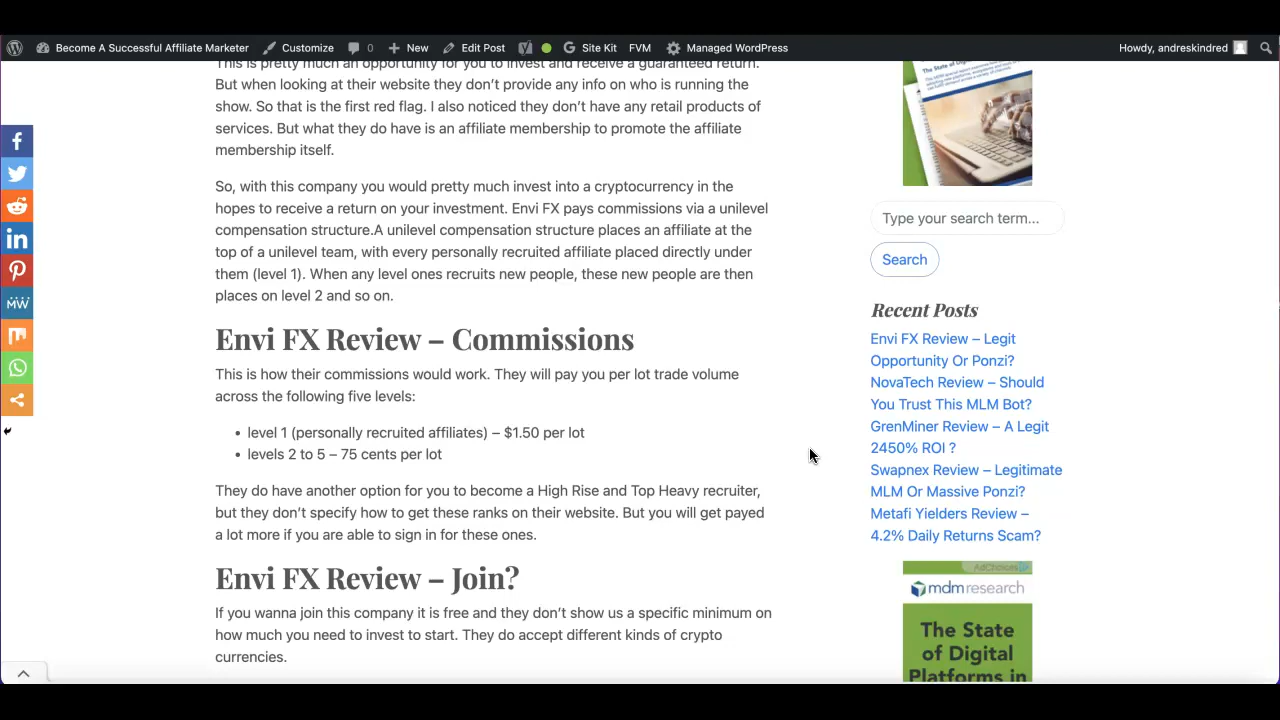 Become A Successful Affiliate Marketer Customize 0 New Edit Post Site Kit FVM Managed WordPress Howdy, andreskindred
This is pretty much an opportunity for you to invest and receive a guaranteed return.
But when looking at their website they don't provide any info on who is running the
show. So that is the first red flag. I also noticed they don't have any retail products of
services. But what they do have is an affiliate membership to promote the affiliate
membership itself.
So, with this company you would pretty much invest into a cryptocurrency in the
hopes to receive a return on your investment. Envi FX pays commissions via a unilevel
compensation structure.A unilevel compensation structure places an affiliate at the
top of a unilevel team, with every personally recruited affiliate placed directly under
them (level 1). When any level ones recruits new people, these new people are then
places on level 2 and so on.
Envi FX Review – Commissions
This is how their commissions would work. They will pay you per lot trade volume
across the following five levels:
• level 1 (personally recruited affiliates) – $1.50 per lot
• levels 2 to 5 – 75 cents per lot
They do have another option for you to become a High Rise and Top Heavy recruiter,
but they don't specify how to get these ranks on their website. But you will get payed
a lot more if you are able to sign in for these ones.
Envi FX Review – Join?
If you wanna join this company it is free and they don't show us a specific minimum on
how much you need to invest to start. They do accept different kinds of crypto
currencies.
MW
The State of Digital
Type your search term...
Search
Recent Posts
Envi FX Review – Legit
Opportunity Or Ponzi?
NovaTech Review – Should
You Trust This MLM Bot?
GrenMiner Review – A Legit
2450% ROI ?
Swapnex Review – Legitimate
MLM Or Massive Ponzi?
Metafi Yielders Review –
4.2% Daily Returns Scam?
AdChoices
mdmresearch
The State
of Digital
Platforms in